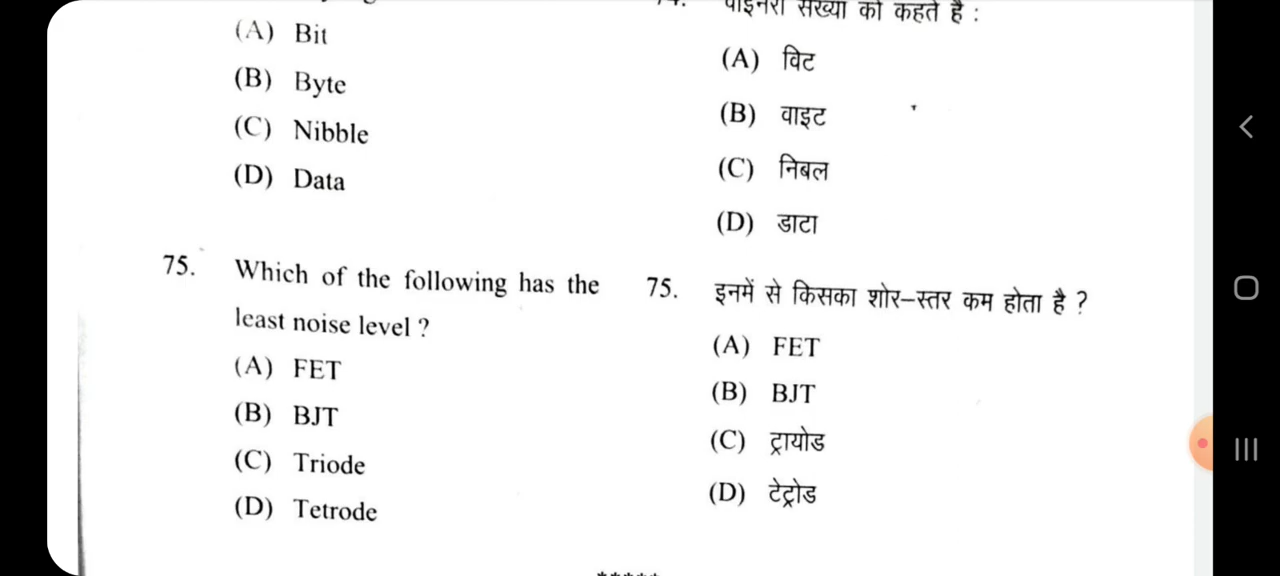 (A) Bit
(B) Byte
(C) Nibble
(D) Data
75. Which of the following has the
least noise level ?
(A) FET
(B) BJT
(C) Triode
(D) Tetrode
वाइनरी संख्या को कहते है :
(A) विट
(B) वाइट
(C) निबल
(D) डाटा
75. इनमें से किसका शोर–स्तर कम होता है ?
(A) FET
(B) BJT
(C) ट्रायोड
(D) टेट्रोड
*****